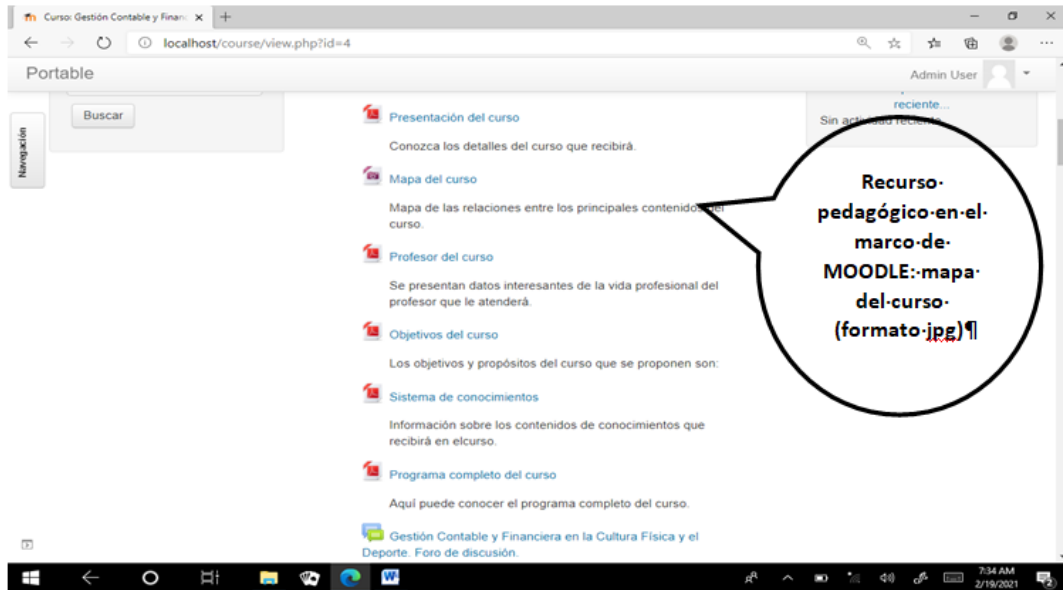 Curso: Gestión Contable y Finan
localhost/course/view.php?id=4
Portable
Admin User
Navegación
Buscar
reciente...
Sin actividad reciente
Presentación del curso
Conozca los detalles del curso que recibirá.
Mapa del curso
Mapa de las relaciones entre los principales contenidos del
curso.
Profesor del curso
Se presentan datos interesantes de la vida profesional del
profesor que le atenderá.
Objetivos del curso
Los objetivos y propósitos del curso que se proponen son:
Sistema de conocimientos
Información sobre los contenidos de conocimientos que
recibirá en elcurso.
Programa completo del curso
Aquí puede conocer el programa completo del curso.
Gestión Contable y Financiera en la Cultura Física y el
Deporte. Foro de discusión.
Recurso·
pedagógico·en·el·
marco·de·
MOODLE:·mapa·
del·curso·
(formato·jpg)¶
7:34 AM
2/19/2021